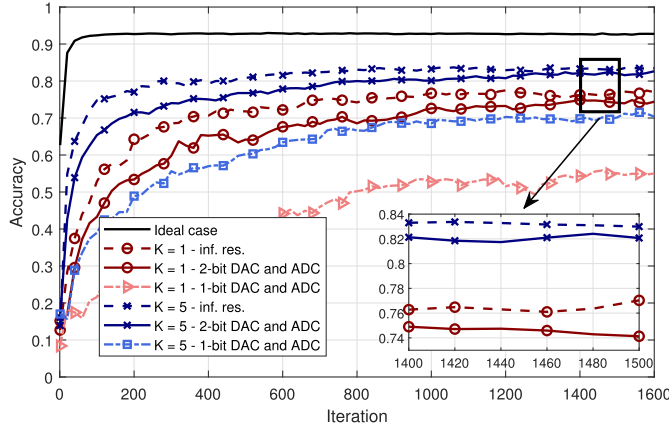 1
0.9
0.8
0.7
0.6
0.5
0.4
0.3
0.2
0.1
0
Accuracy
Ideal case
K = 1 - inf. res.
K = 1 - 2-bit DAC and ADC
K = 1 - 1-bit DAC and ADC
K = 5 - inf. res.
K = 5 - 2-bit DAC and ADC
K = 5 - 1-bit DAC and ADC
0.84
0.82
0.8
0.78
0.76
0.74
1400 1420 1440 1460 1480 1500
0 200 400 600 800 1000 1200 1400 1600
Iteration